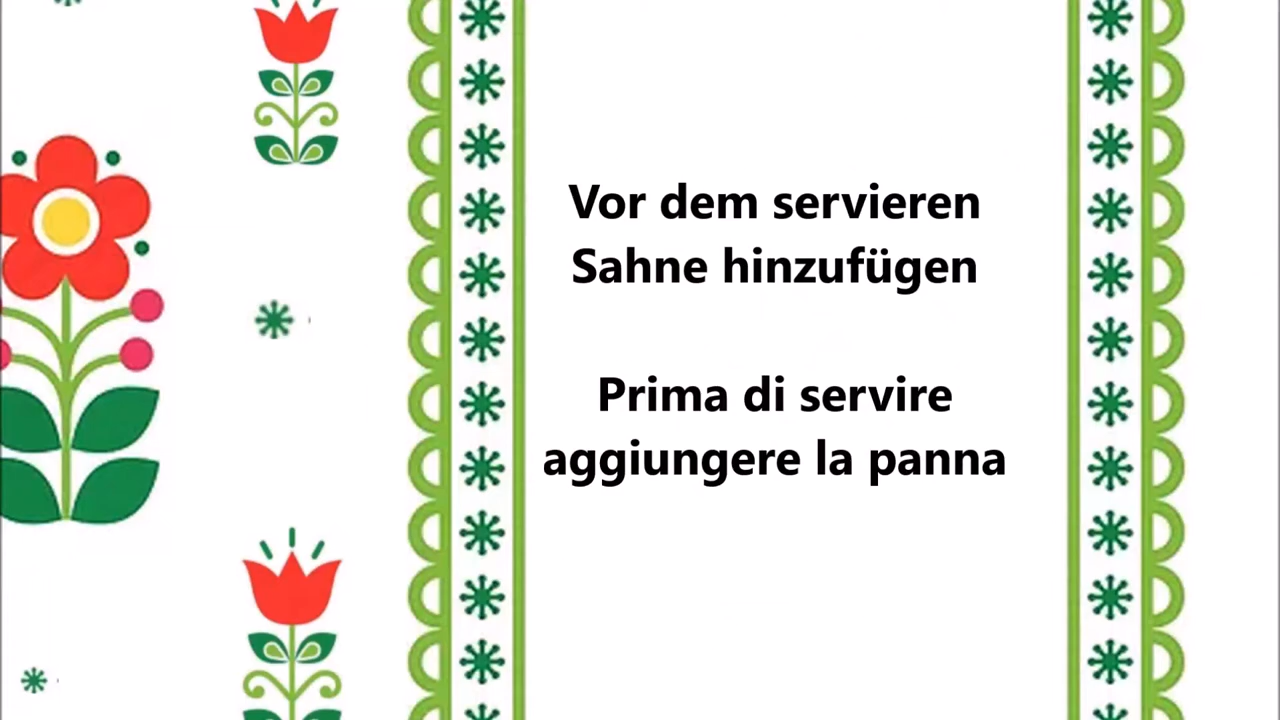 Vor dem servieren
Sahne hinzufügen
Prima di servire
aggiungere la panna